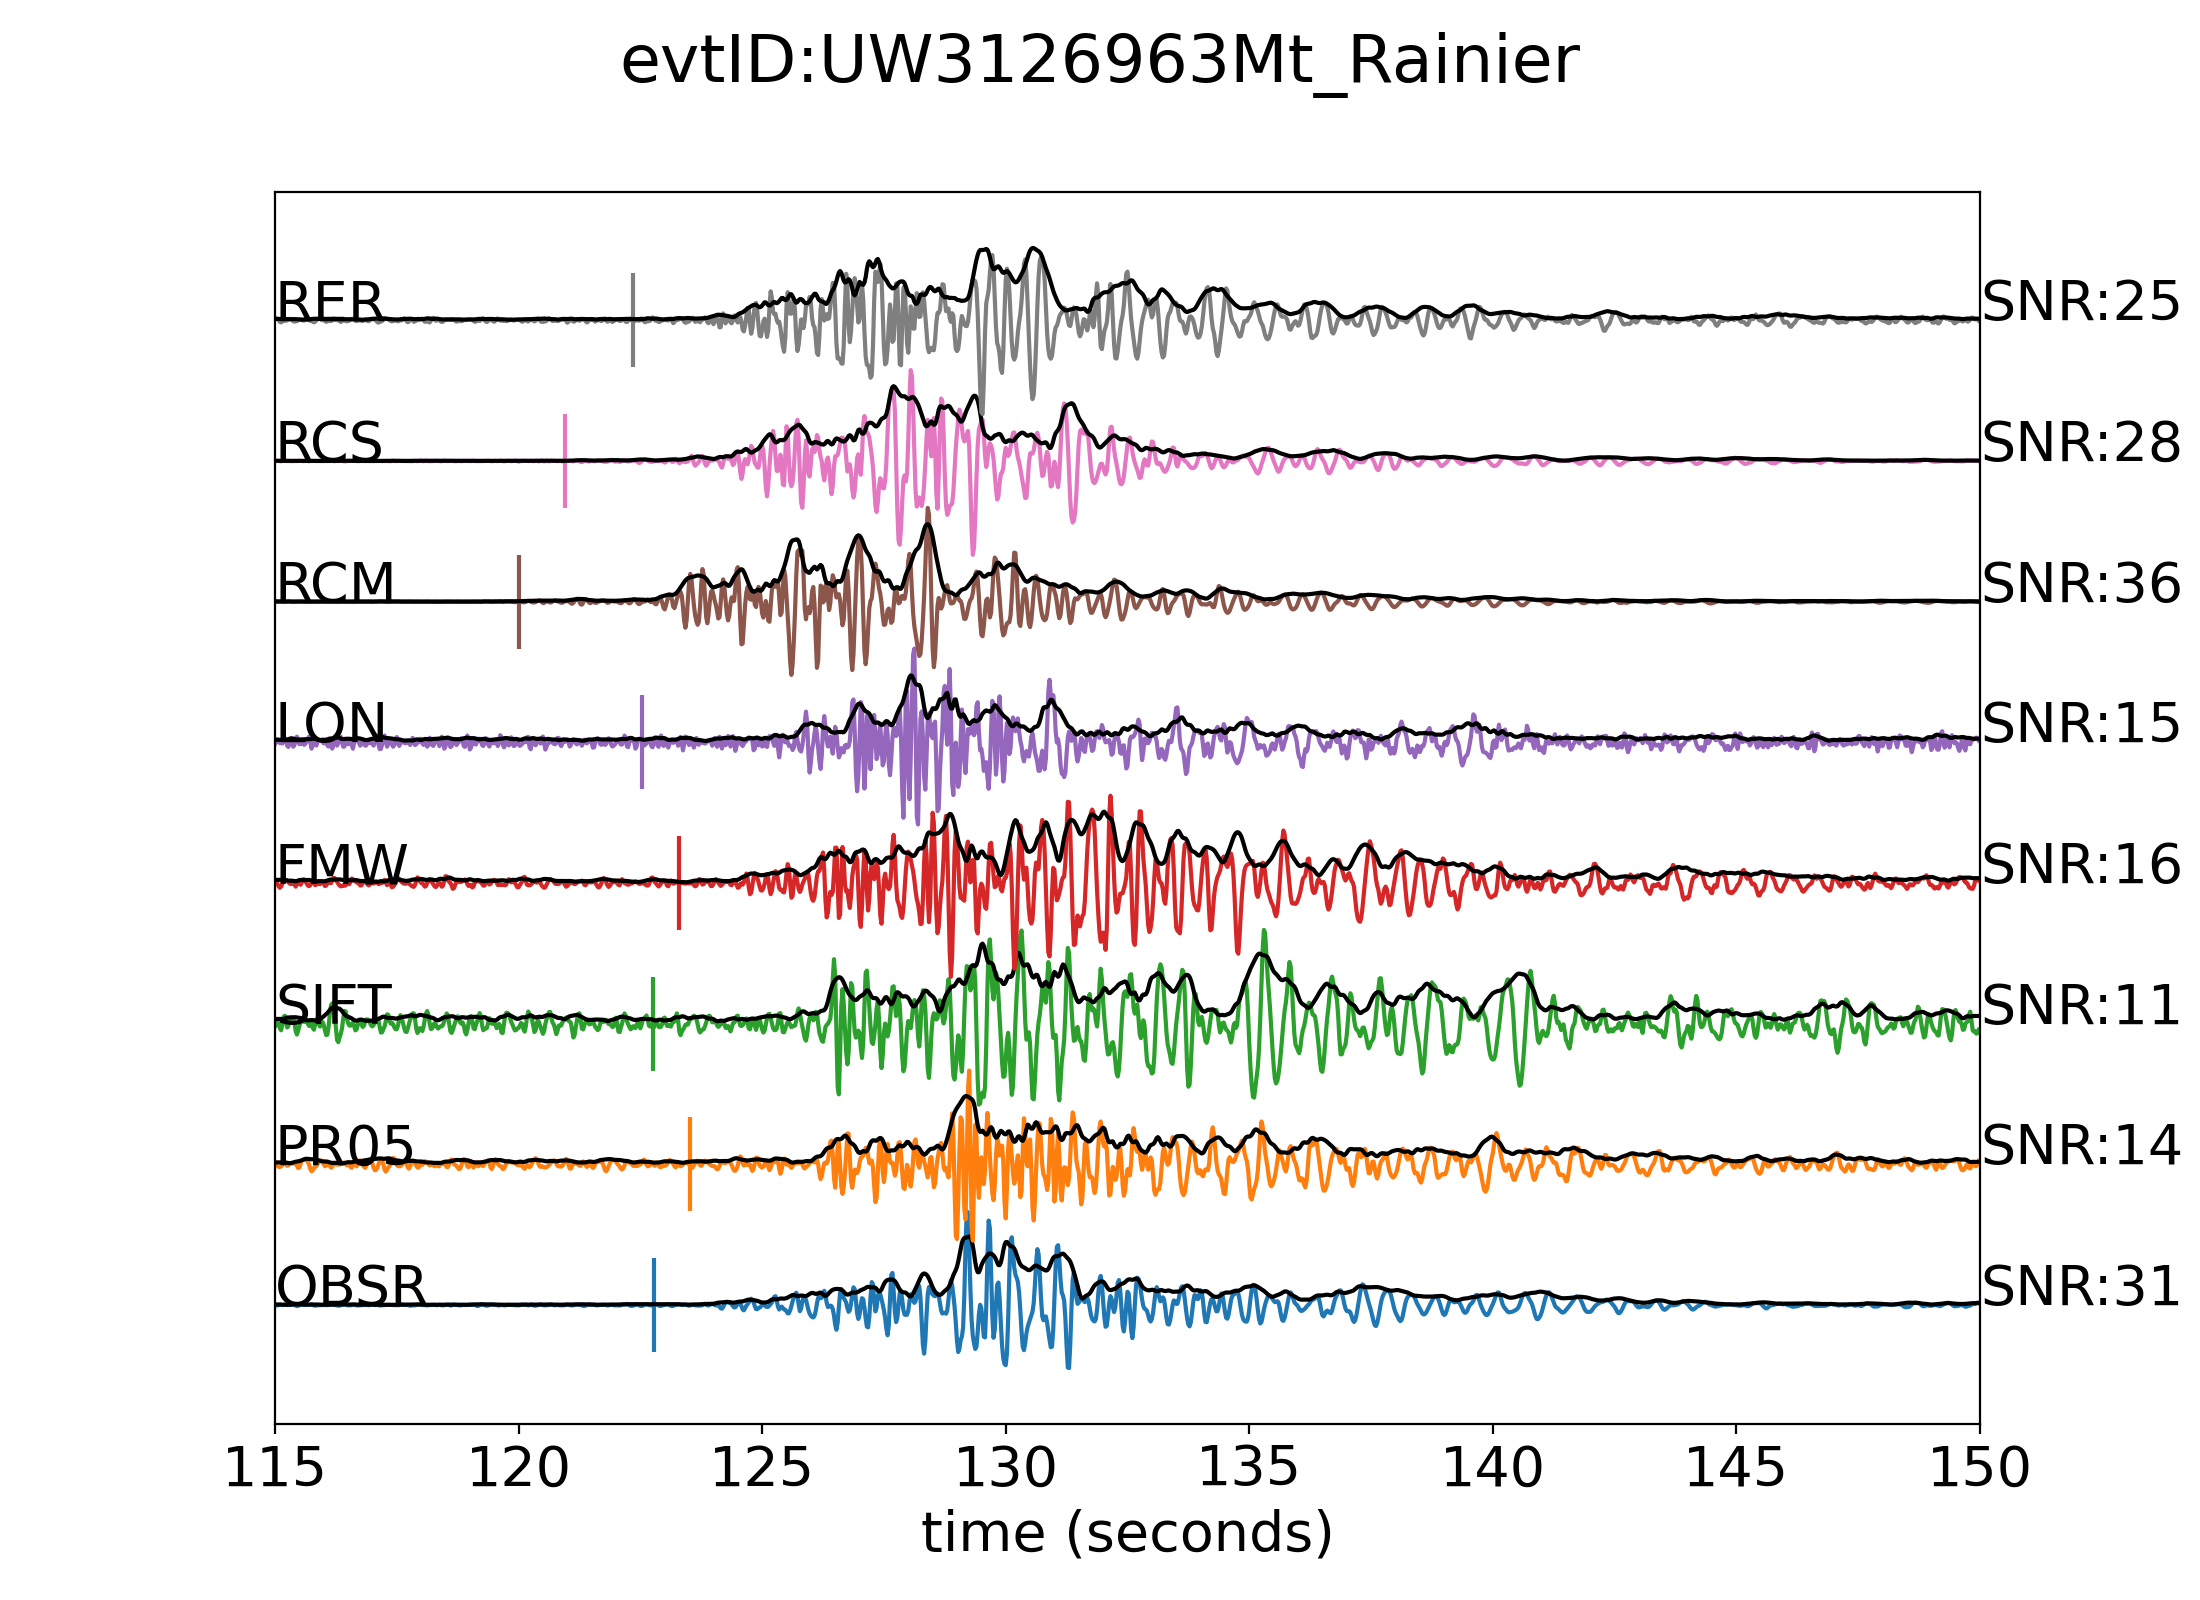 evtID:UW3126963Mt_Rainier
RER SNR:25
RCS SNR:28
RCM SNR:36
LON SNR:15
FMW SNR:16
SIFT SNR:11
PR05 SNR:14
OBSR SNR:31
115 120 125 130 135 140 145 150
time (seconds)